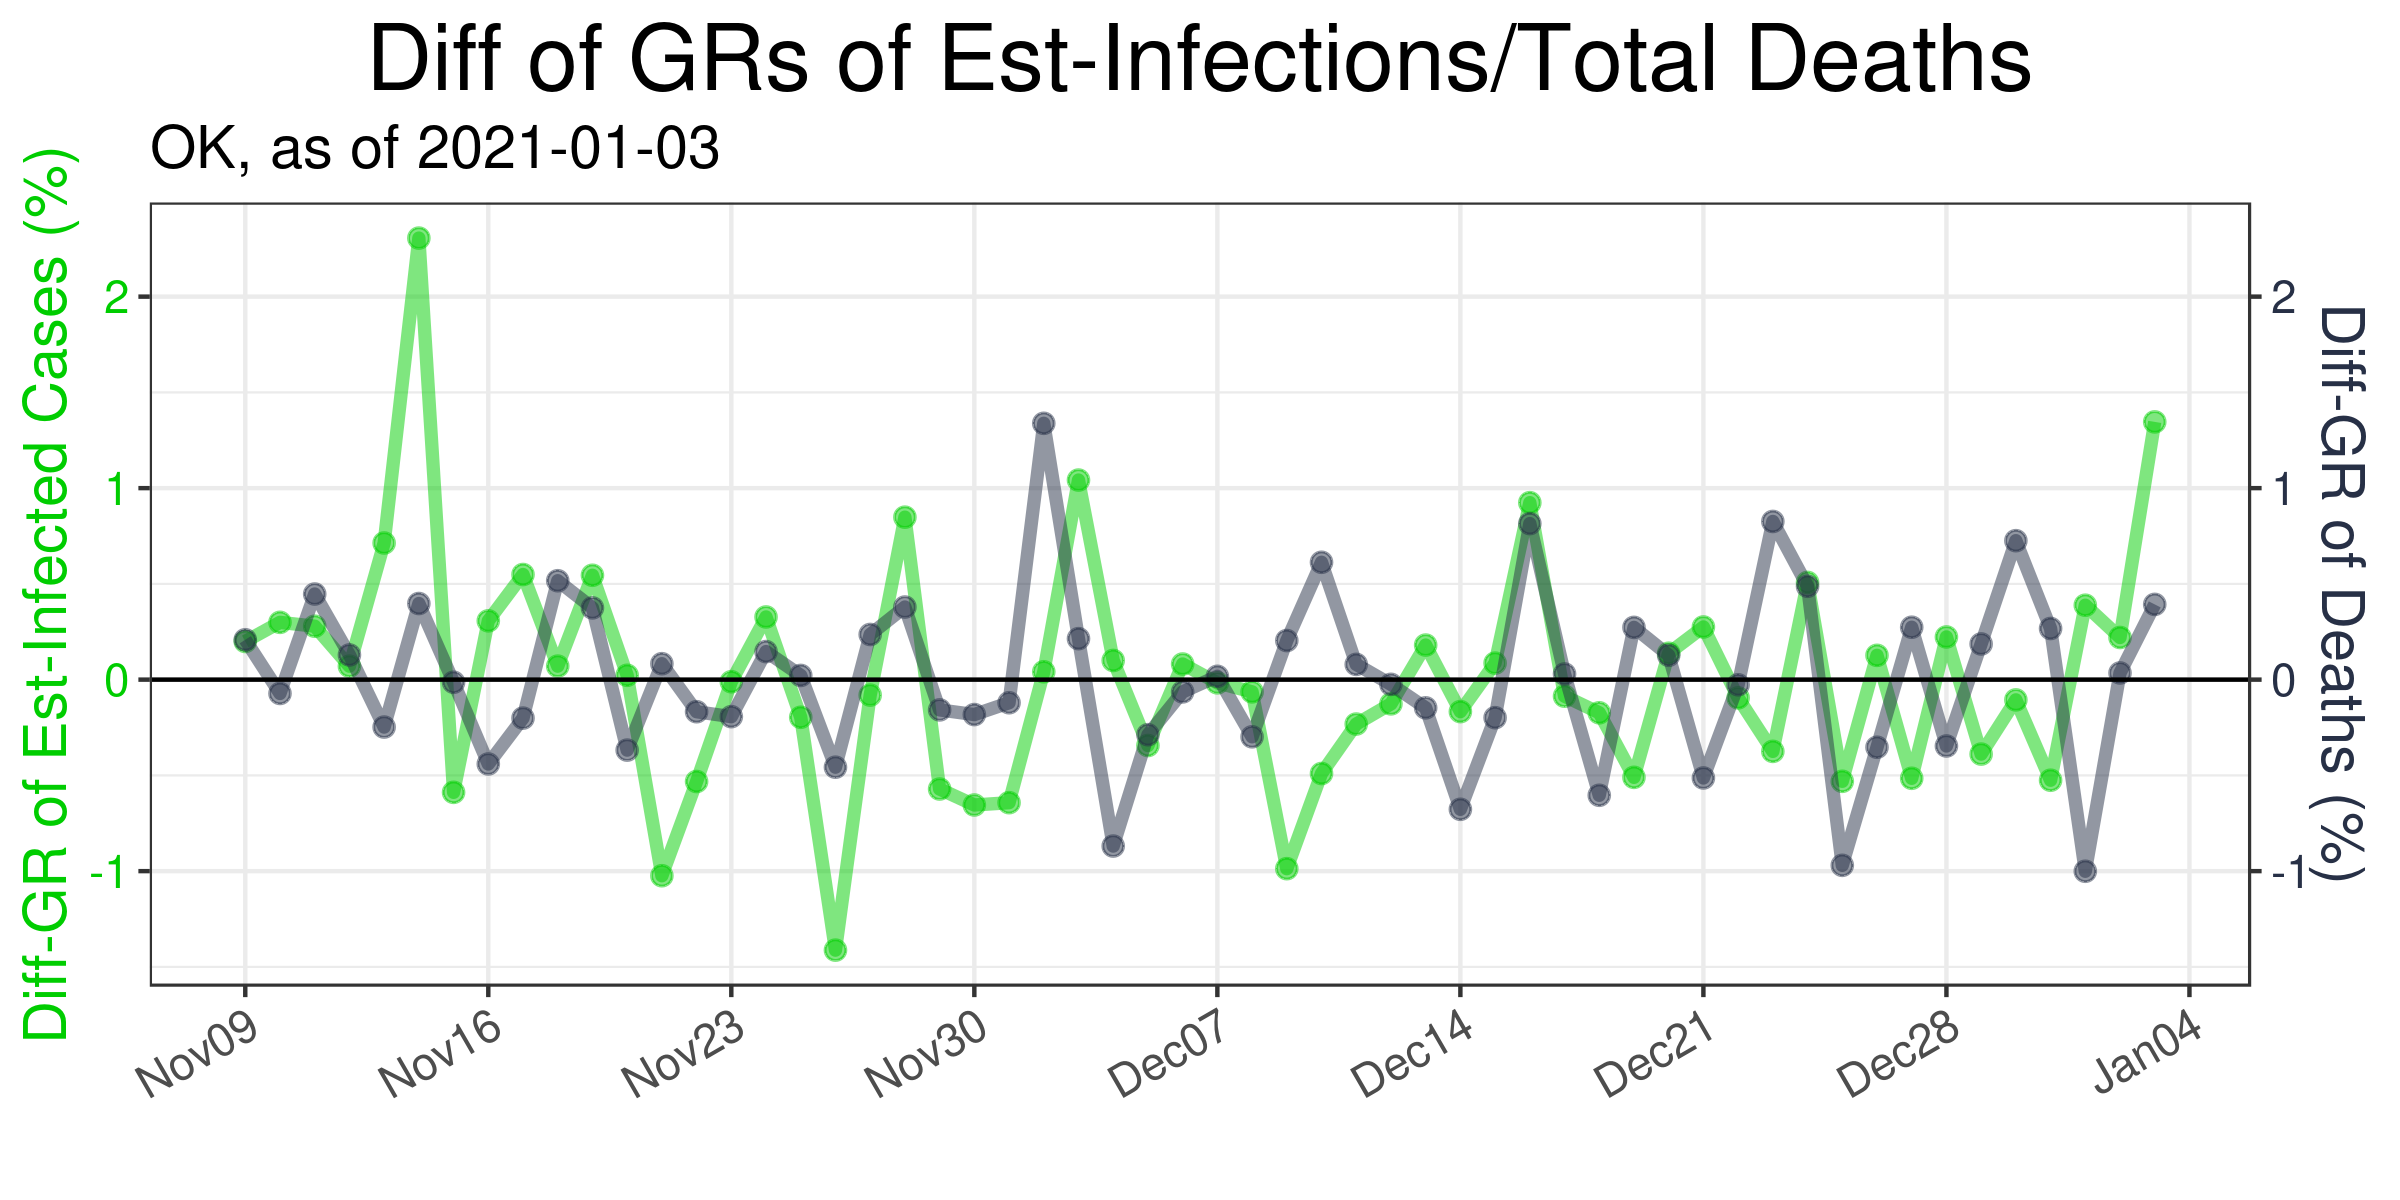 Diff of GRs of Est-Infections/Total Deaths
OK, as of 2021-01-03
Diff-GR of Est-Infected Cases (%)
2
1
0
-1
2
1
0
-1
Diff-GR of Deaths (%)
Nov09
Nov16
Nov23
Nov30
Dec07
Dec14
Dec21
Dec28
Jan04